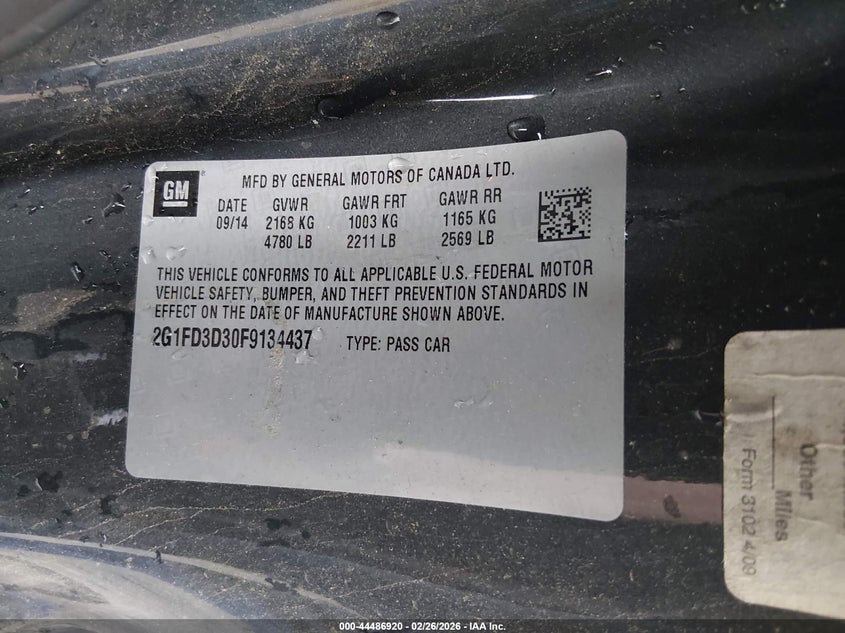 GM
MFD BY GENERAL MOTORS OF CANADA LTD.
DATE GVWR GAWR FRT GAWR RR
09/14 2168 KG 1003 KG 1165 KG
4780 LB 2211 LB 2569 LB
THIS VEHICLE CONFORMS TO ALL APPLICABLE U.S. FEDERAL MOTOR
VEHICLE SAFETY, BUMPER, AND THEFT PREVENTION STANDARDS IN
EFFECT ON THE DATE OF MANUFACTURE SHOWN ABOVE.
2G1FD3D30F9134437 TYPE: PASS CAR
Other
Miles
Form 3102 4/09
000-44486920 | 02/26/2026 - IAA Inc.